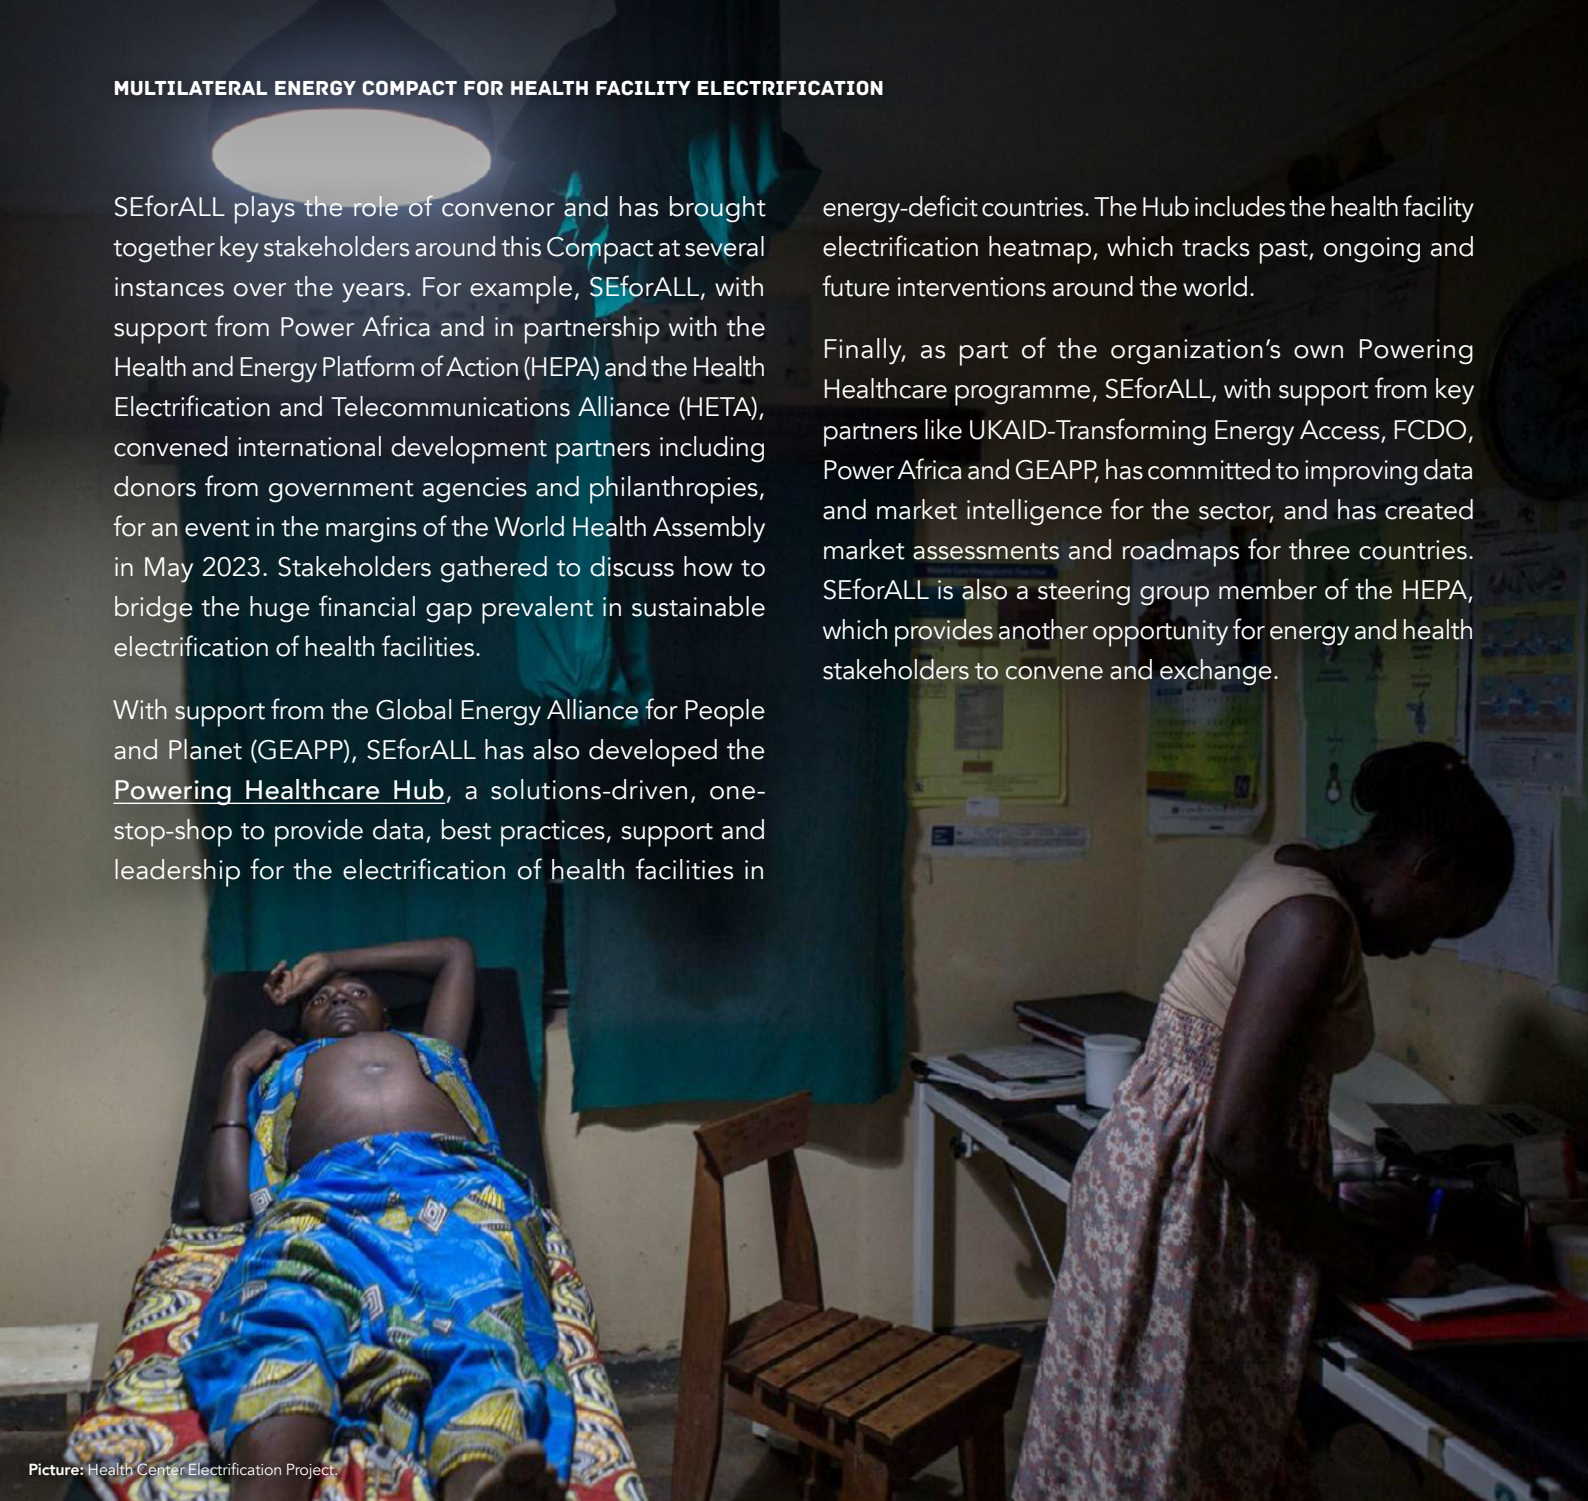 MULTILATERAL ENERGY COMPACT FOR HEALTH FACILITY ELECTRIFICATION
SEforALL plays the role of convenor and has brought
together key stakeholders around this Compact at several
instances over the years. For example, SEforALL, with
support from Power Africa and in partnership with the
Health and Energy Platform of Action (HEPA) and the Health
Electrification and Telecommunications Alliance (HETA),
convened international development partners including
donors from government agencies and philanthropies,
for an event in the margins of the World Health Assembly
in May 2023. Stakeholders gathered to discuss how to
bridge the huge financial gap prevalent in sustainable
electrification of health facilities.
With support from the Global Energy Alliance for People
and Planet (GEAPP), SEforALL has also developed the
Powering Healthcare Hub, a solutions-driven, one-
stop-shop to provide data, best practices, support and
leadership for the electrification of health facilities in
energy-deficit countries. The Hub includes the health facility
electrification heatmap, which tracks past, ongoing and
future interventions around the world.
Finally, as part of the organization’s own Powering
Healthcare programme, SEforALL, with support from key
partners like UKAID-Transforming Energy Access, FCDO,
Power Africa and GEAPP, has committed to improving data
and market intelligence for the sector, and has created
market assessments and roadmaps for three countries.
SEforALL is also a steering group member of the HEPA,
which provides another opportunity for energy and health
stakeholders to convene and exchange.
Picture: Health Center Electrification Project.